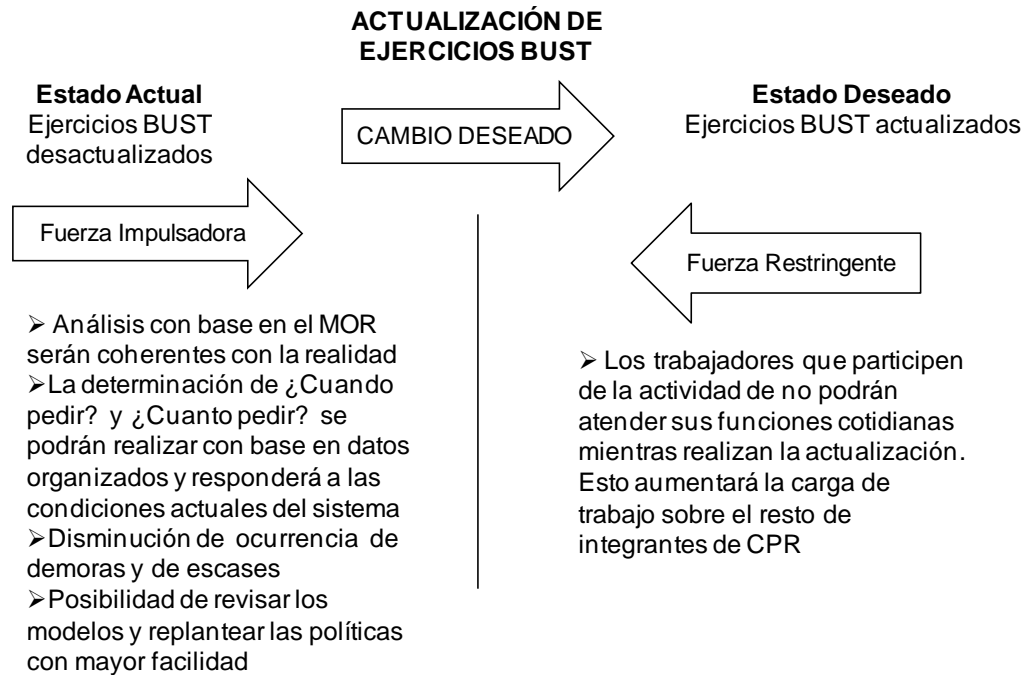 ACTUALIZACIÓN DE
EJERCICIOS BUST
Estado Actual
Ejercicios BUST
desactualizados
CAMBIO DESEADO
Estado Deseado
Ejercicios BUST actualizados
Fuerza Impulsadora
Fuerza Restringente
➢ Análisis con base en el MOR
serán coherentes con la realidad
➢La determinación de ¿Cuando
pedir? y ¿Cuanto pedir? se
podrán realizar con base en datos
organizados y responderá a las
condiciones actuales del sistema
➢Disminución de ocurrencia de
demoras y de escases
➢Posibilidad de revisar los
modelos y replantear las políticas
con mayor facilidad
➢ Los trabajadores que participen
de la actividad de no podrán
atender sus funciones cotidianas
mientras realizan la actualización.
Esto aumentará la carga de
trabajo sobre el resto de
integrantes de CPR